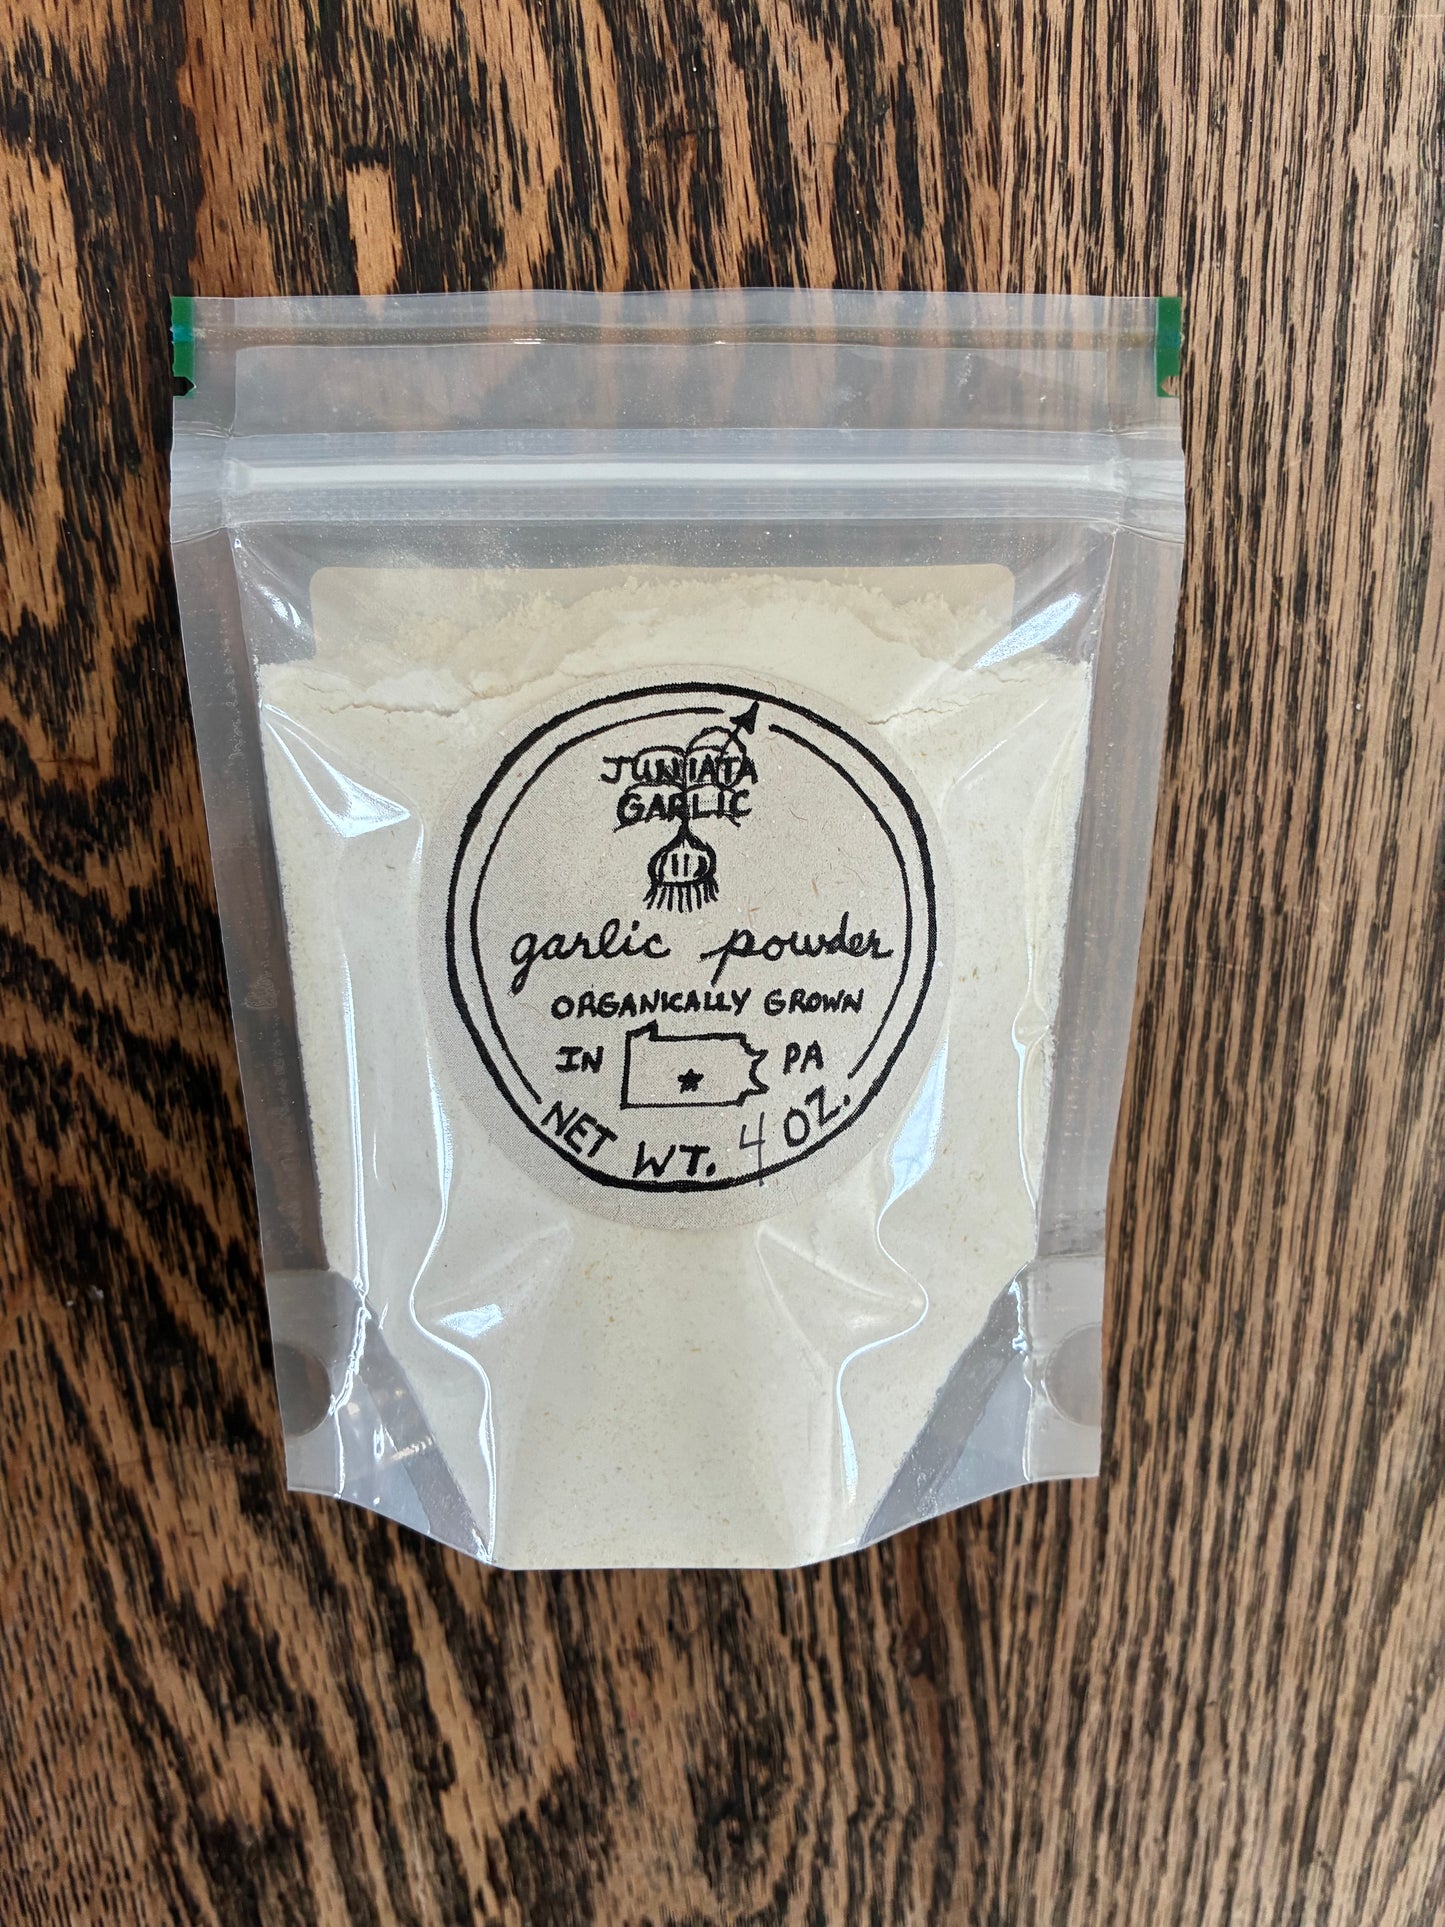 JUNIATA
GARLIC
garlic powder
ORGANICALLY GROWN
IN PA
NET WT. 4 OZ.